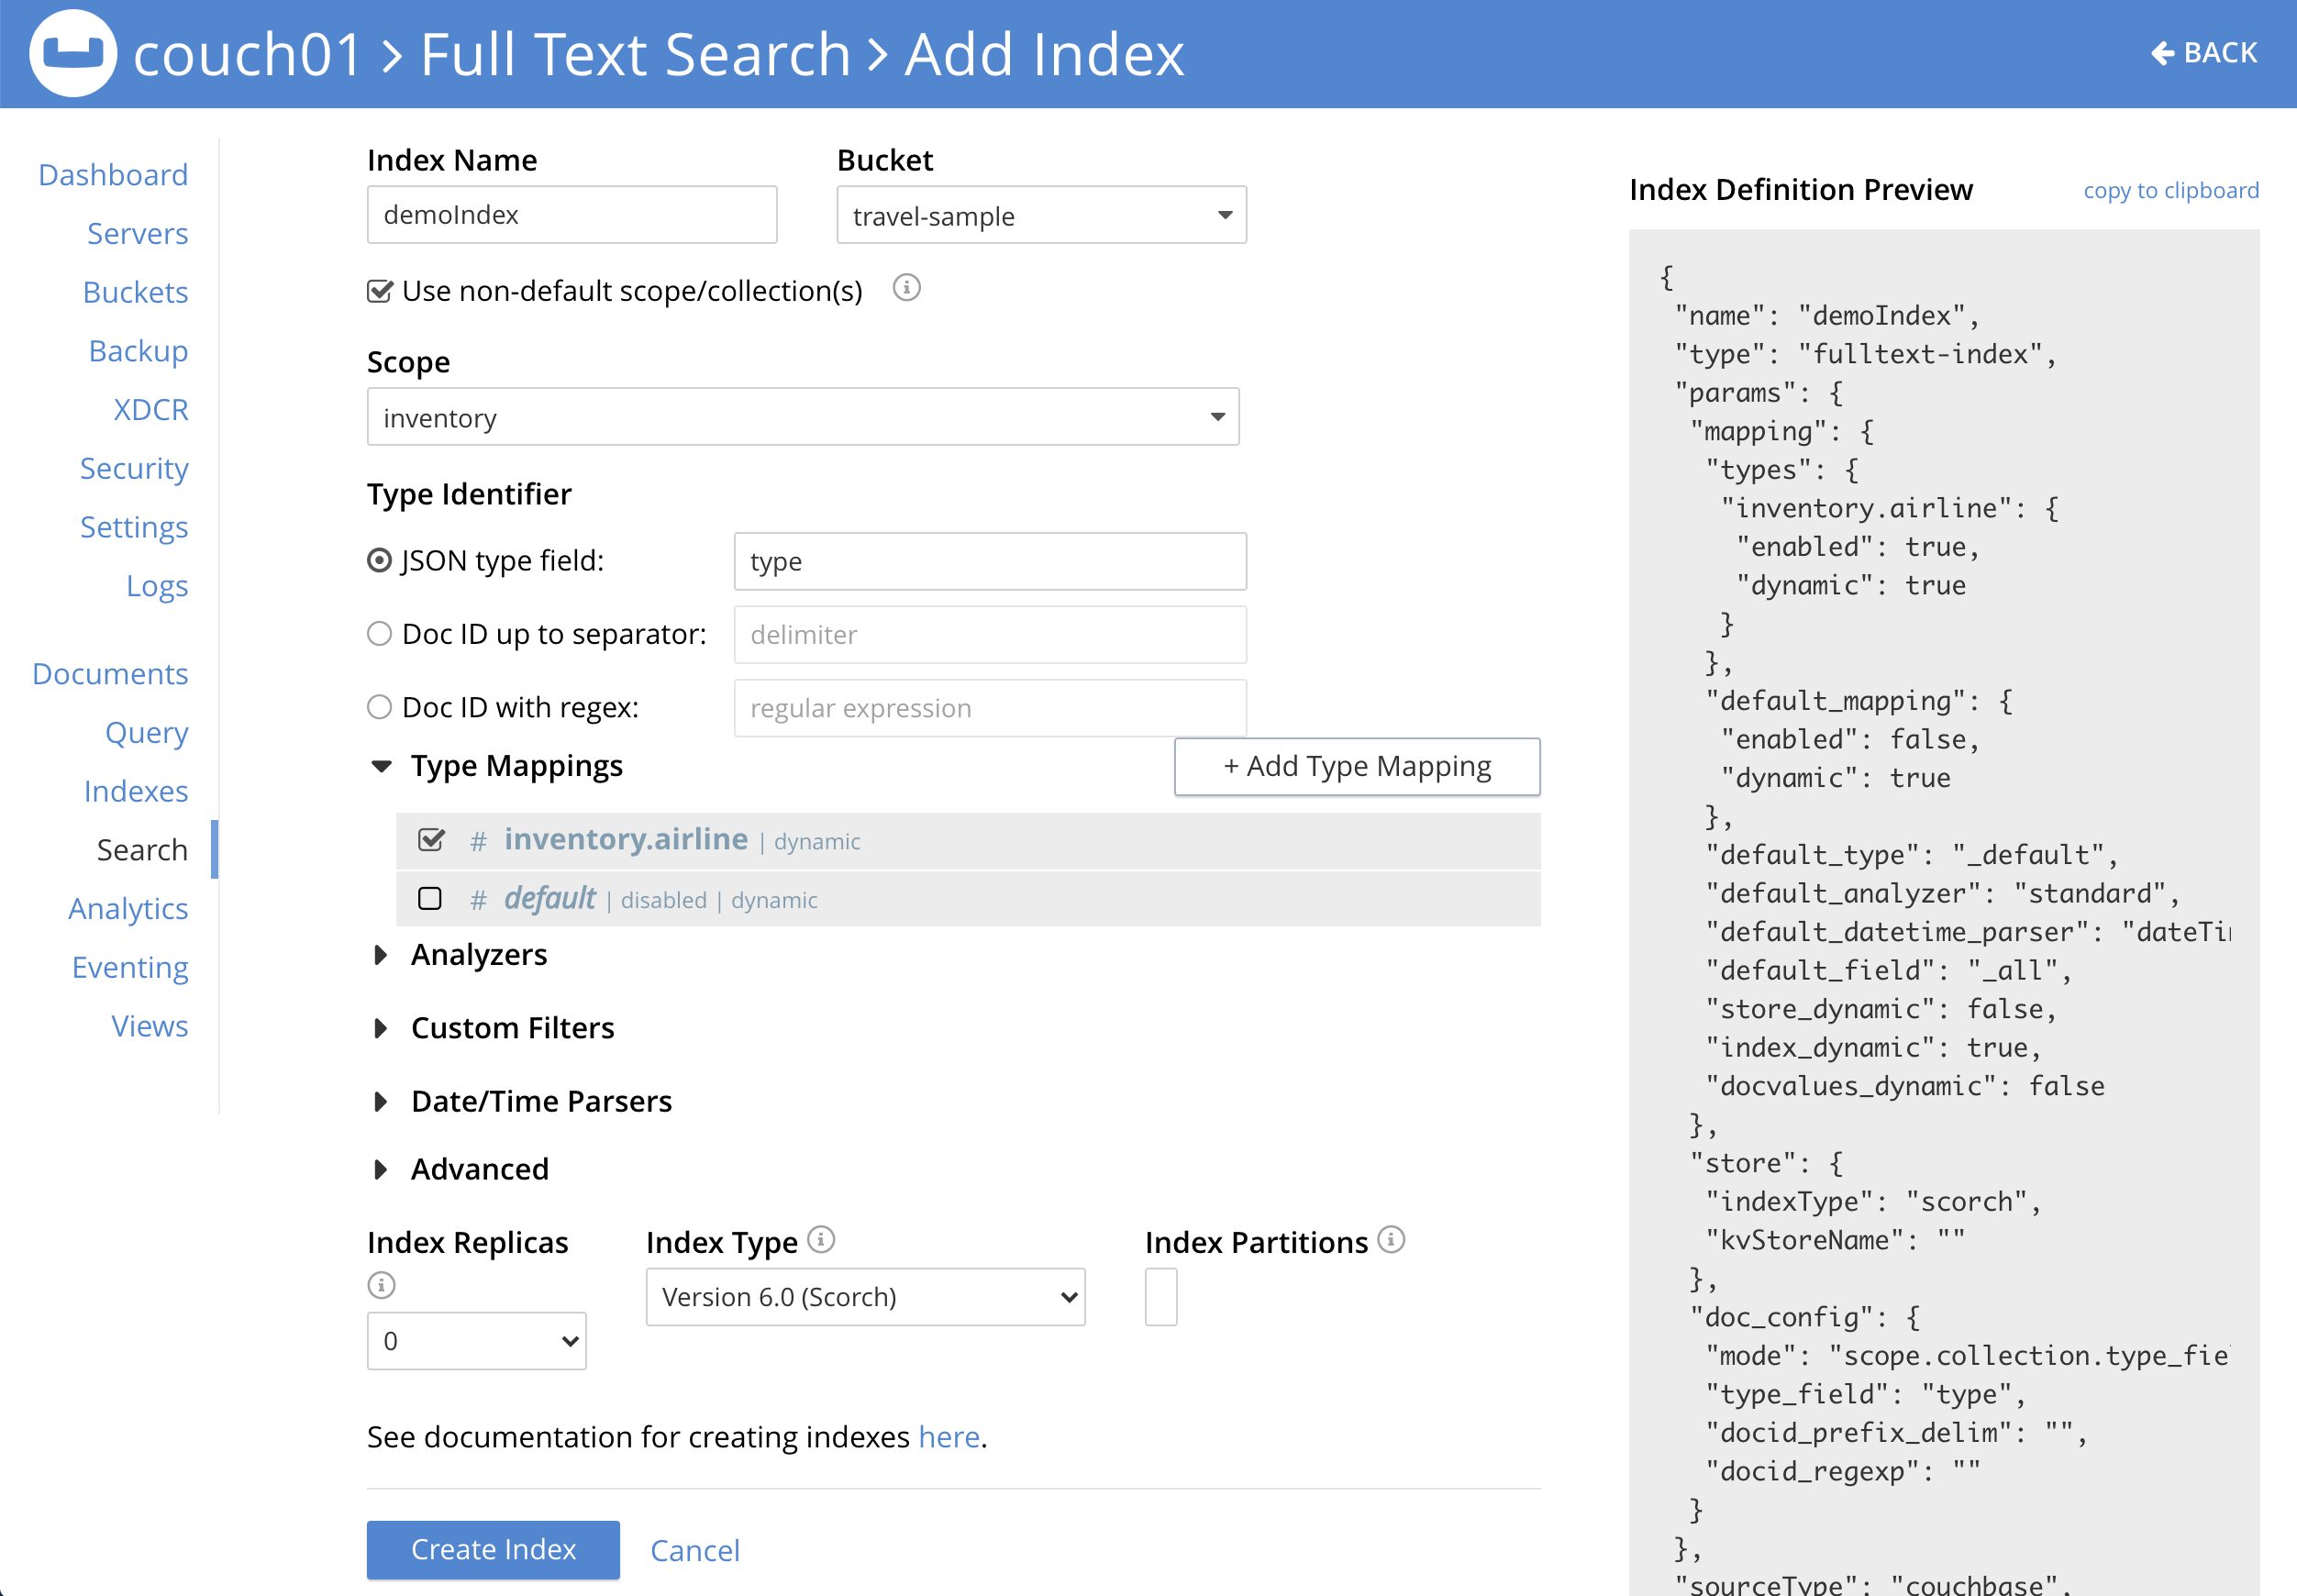 couch01 > Full Text Search > Add Index
BACK
Dashboard
Servers
Buckets
Backup
XDCR
Security
Settings
Logs
Documents
Query
Indexes
Search
Analytics
Eventing
Views
Index Name
demoIndex
Bucket
travel-sample
Use non-default scope/collection(s)
Scope
inventory
Type Identifier
JSON type field:
type
Doc ID up to separator:
delimiter
Doc ID with regex:
regular expression
Type Mappings
+ Add Type Mapping
# inventory.airline | dynamic
# default | disabled | dynamic
Analyzers
Custom Filters
Date/Time Parsers
Advanced
Index Replicas
0
Index Type
Version 6.0 (Scorch)
Index Partitions
See documentation for creating indexes here.
Create Index
Cancel
Index Definition Preview
copy to clipboard
{
"name": "demoIndex",
"type": "fulltext-index",
"params": {
"mapping": {
"types": {
"inventory.airline": {
"enabled": true,
"dynamic": true
}
},
"default_mapping": {
"enabled": false,
"dynamic": true
},
"default_type": "_default",
"default_analyzer": "standard",
"default_datetime_parser": "dateTi
"default_field": "_all",
"store_dynamic": false,
"index_dynamic": true,
"docvalues_dynamic": false
},
"store": {
"indexType": "scorch",
"kvStoreName": ""
},
"doc_config": {
"mode": "scope.collection.type_fie
"type_field": "type",
"docid_prefix_delim": "",
"docid_regexp": ""
}
},
"sourceType": "couchbase",